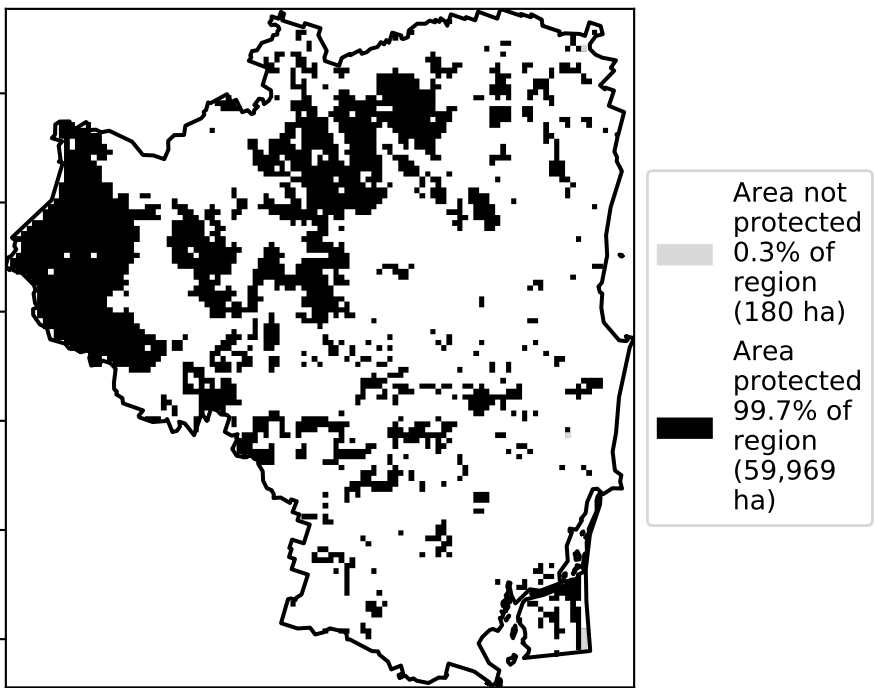 Area not
protected
0.3% of
region
(180 ha)
Area
protected
99.7% of
region
(59,969
ha)